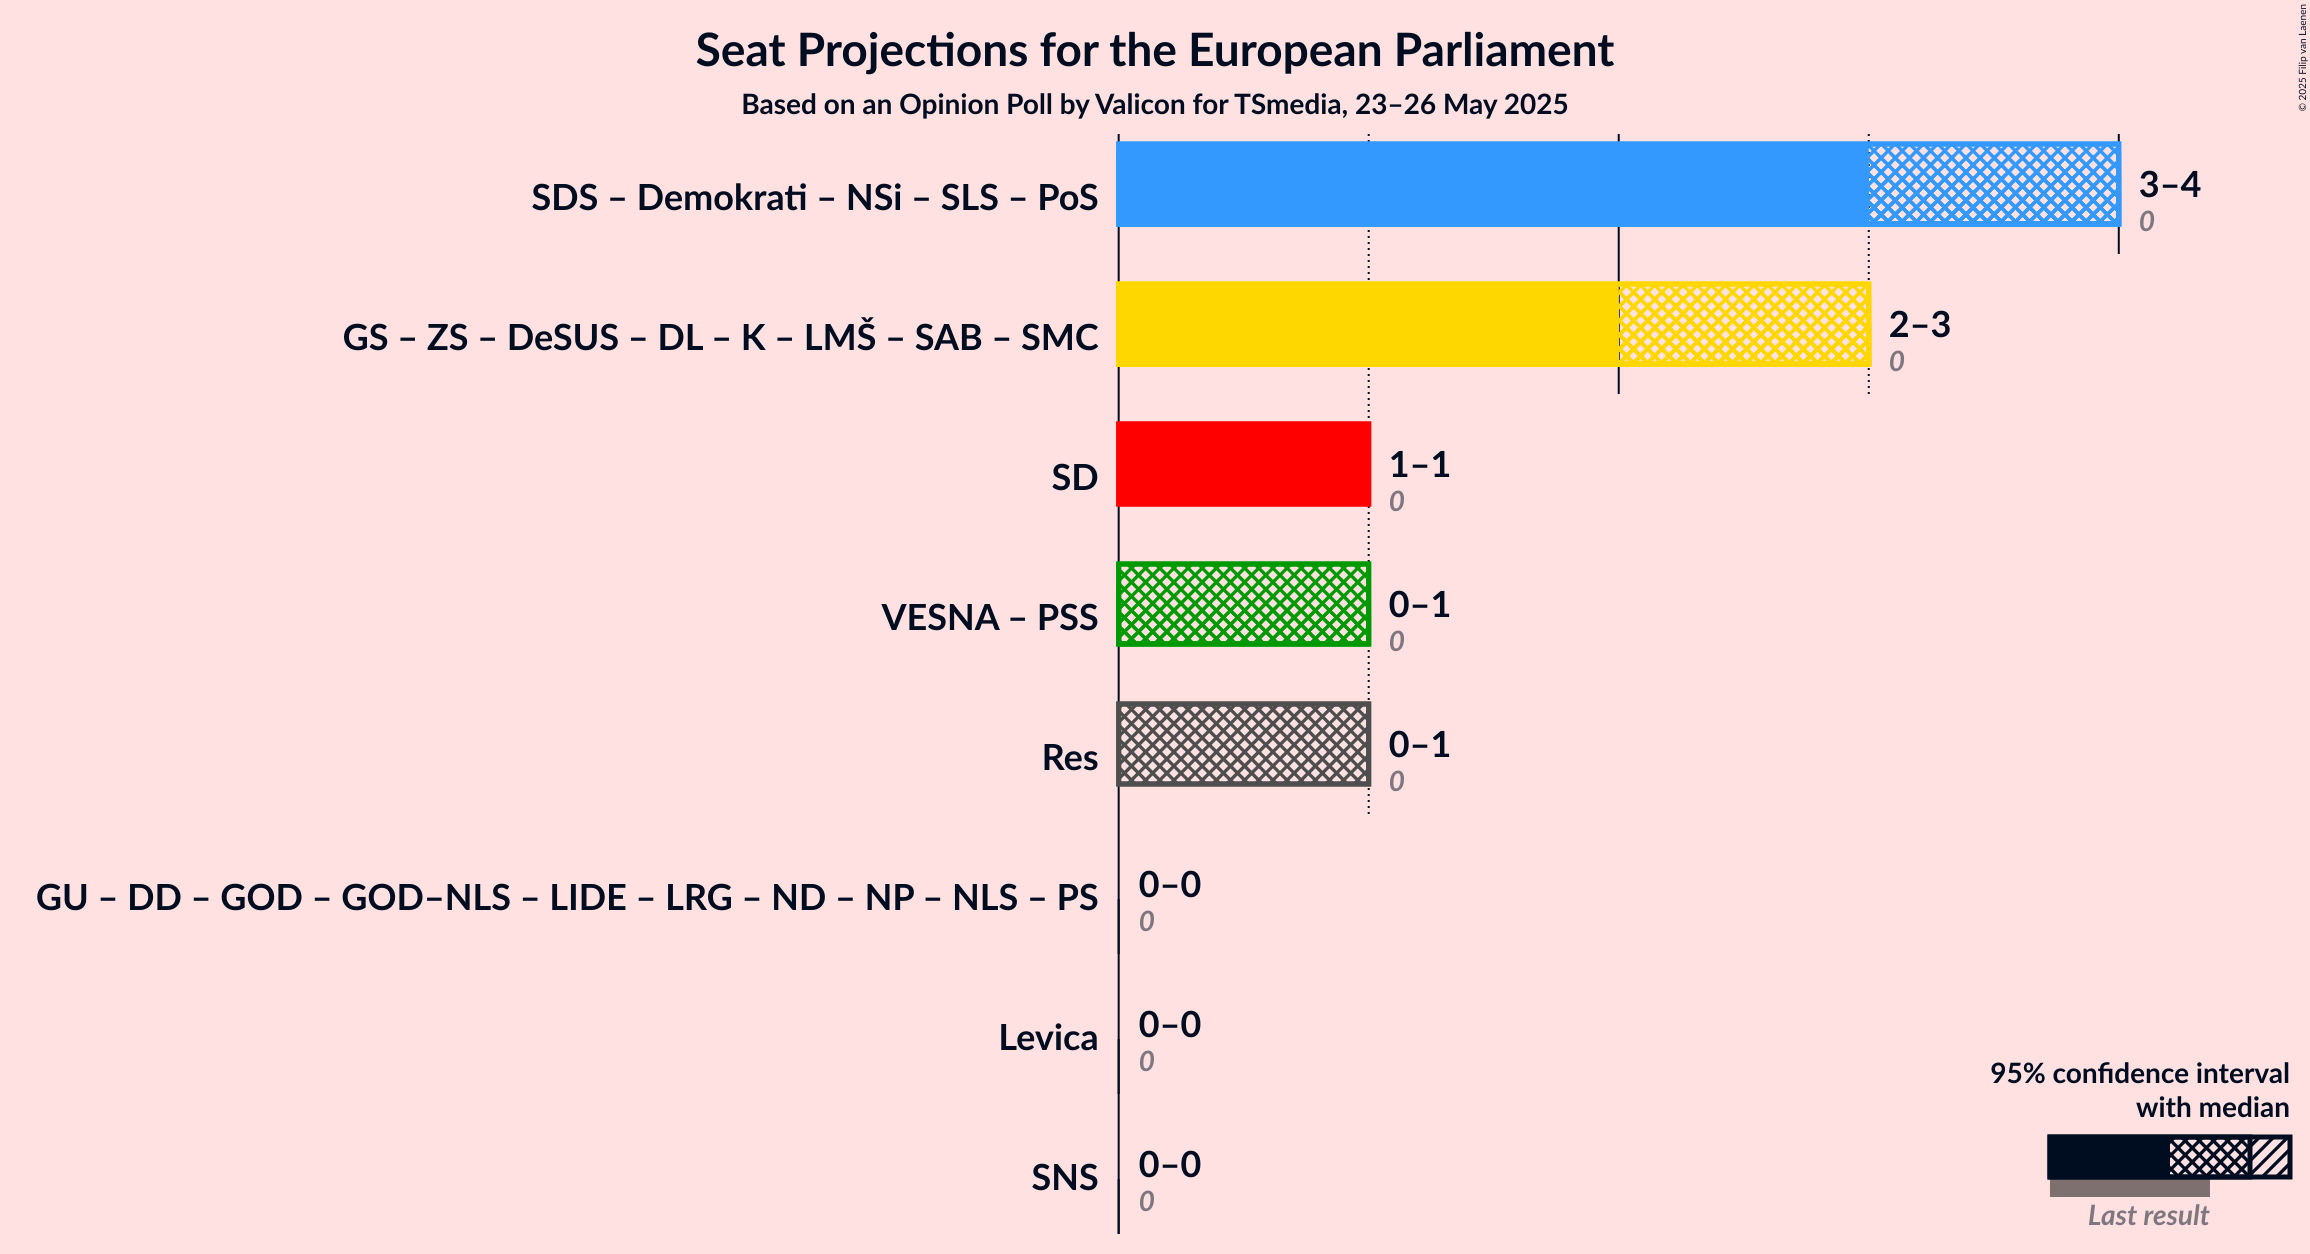 Seat Projections for the European Parliament
Based on an Opinion Poll by Valicon for TSmedia, 23–26 May 2025
© 2025 Filip van Laenen
SDS – Demokrati – NSi – SLS – PoS
3–4
0
GS – ZS – DeSUS – DL – K – LMŠ – SAB – SMC
2–3
0
SD
1–1
0
VESNA – PSS
0–1
0
Res
0–1
0
GU – DD – GOD – GOD–NLS – LIDE – LRG – ND – NP – NLS – PS
0–0
0
Levica
0–0
0
SNS
0–0
0
95% confidence interval
with median
Last result